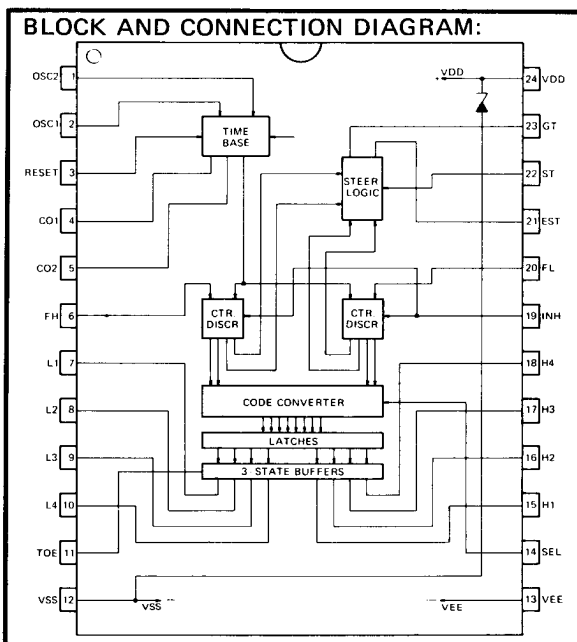 BLOCK AND CONNECTION DIAGRAM:
OSC2 1
OSC1 2
RESET 3
CO1 4
CO2 5
FH 6
L1 7
L2 8
L3 9
L4 10
TOE 11
VSS 12
VSS
TIME
BASE
STEER
LOGIC
CTR.
DISCR
CTR.
DISCR
CODE CONVERTER
LATCHES
3-STATE BUFFERS
VDD
24 VDD
23 GT
22 ST
21 EST
20 FL
19 INH
18 H4
17 H3
16 H2
15 H1
14 SEL
13 VEE
VEE